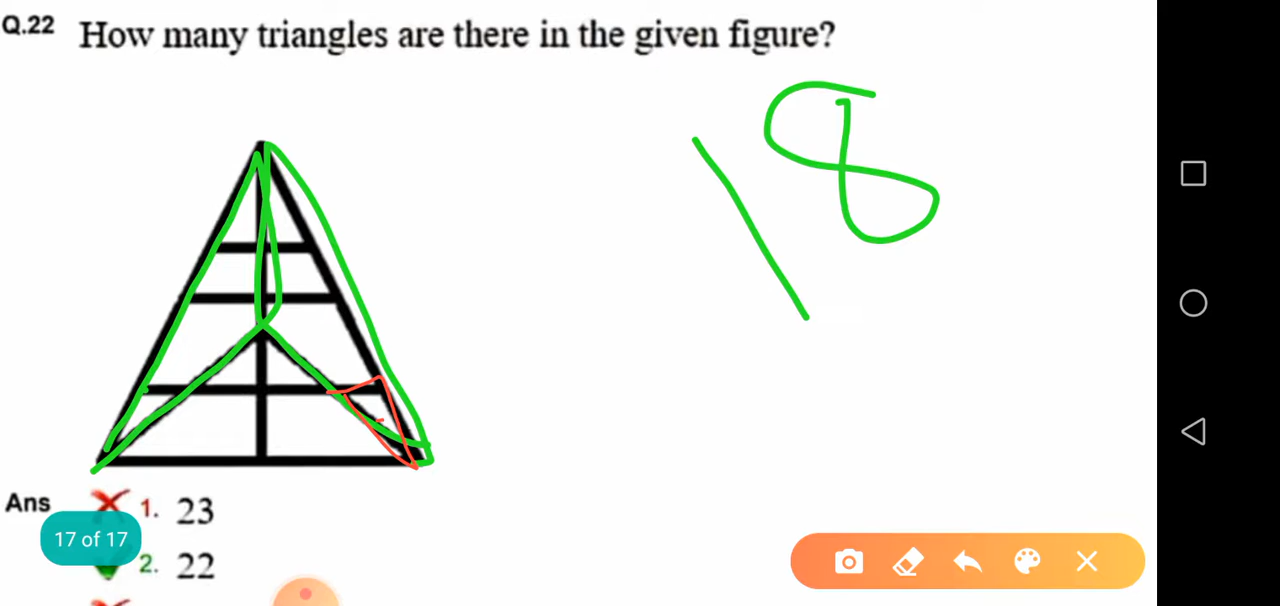 Q.22 How many triangles are there in the given figure?
18
Ans 1. 23
17 of 17
2. 22